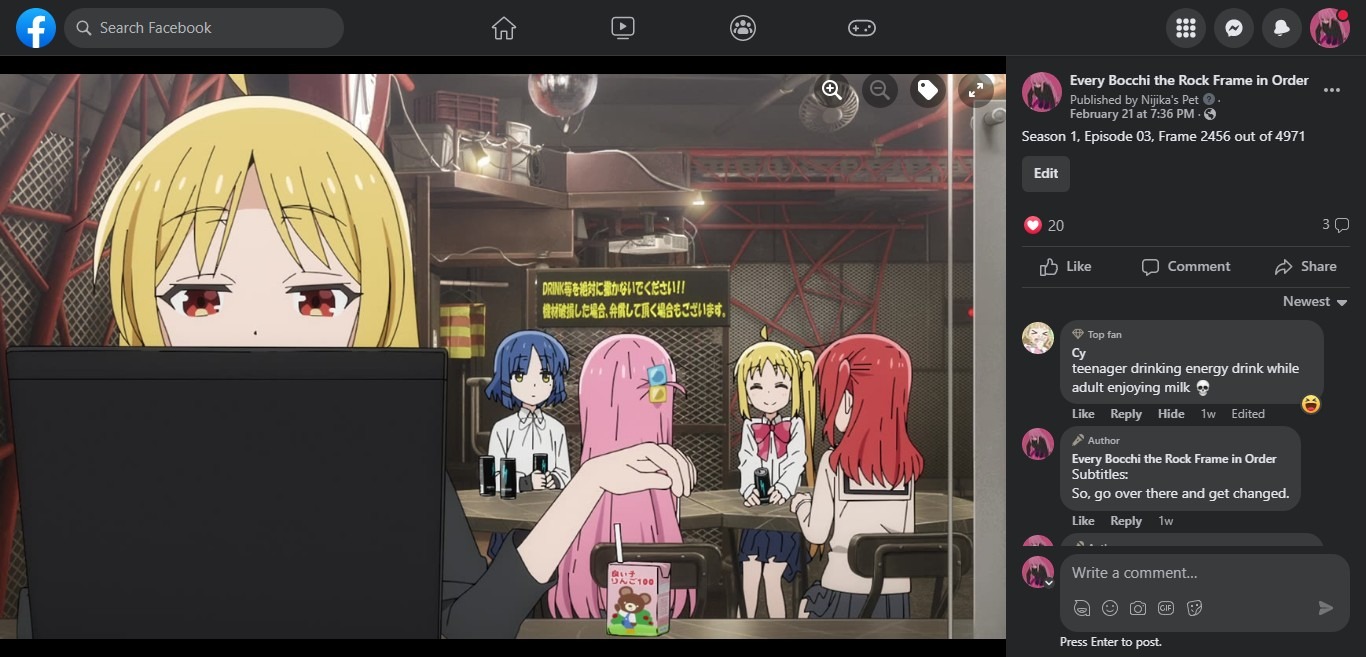 Search Facebook
DRINK等を絶対に撒かないでください!!
機材破損した場合、弁償して頂く場合もございます。
良い子
りんご100
Every Bocchi the Rock Frame in Order
Published by Nijika's Pet ·
February 21 at 7:36 PM ·
Season 1, Episode 03, Frame 2456 out of 4971
Edit
20
3
Like
Comment
Share
Newest
Top fan
Cy
teenager drinking energy drink while
adult enjoying milk 💀
Like Reply Hide 1w Edited
Author
Every Bocchi the Rock Frame in Order
Subtitles:
So, go over there and get changed.
Like Reply 1w
Write a comment...
GIF
Press Enter to post.